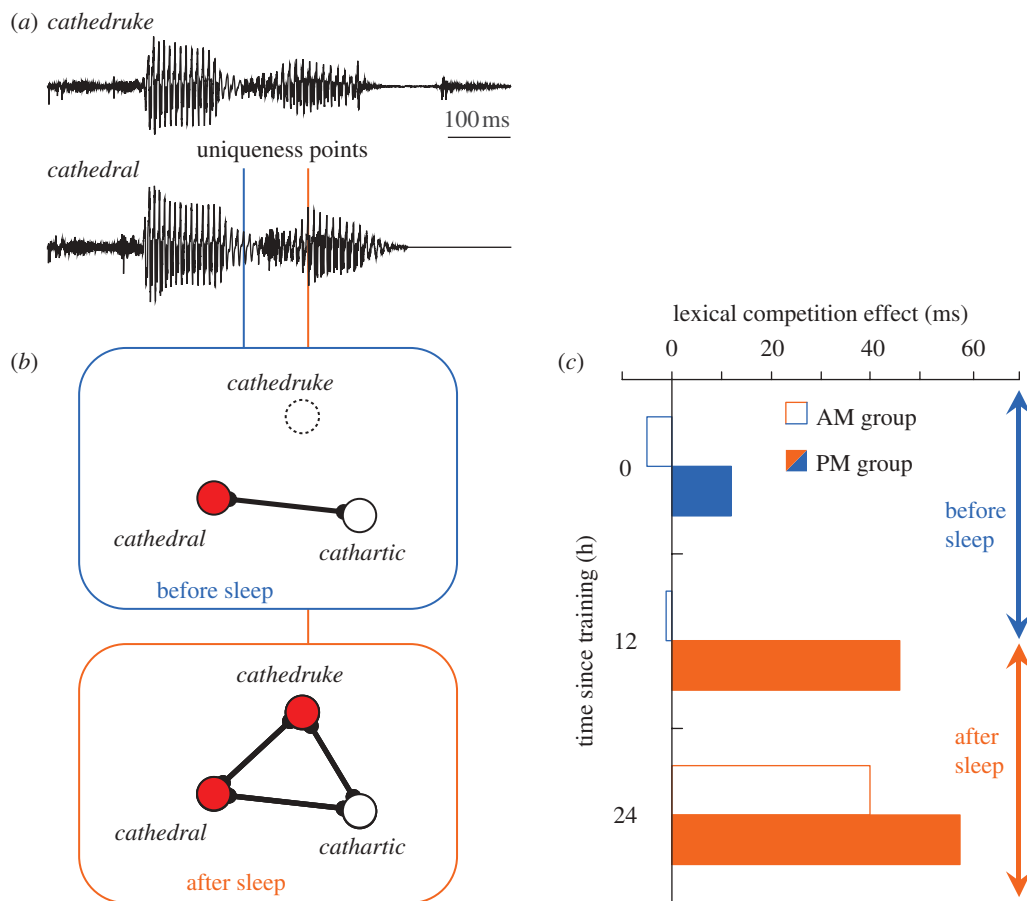 (a) cathedruke
100 ms
uniqueness points
cathedral
(b)
cathedruke
cathedral
cathartic
before sleep
cathedruke
cathedral
cathartic
after sleep
lexical competition effect (ms)
0 20 40 60
(c)
AM group
PM group
0
12
24
time since training (h)
before
sleep
after
sleep